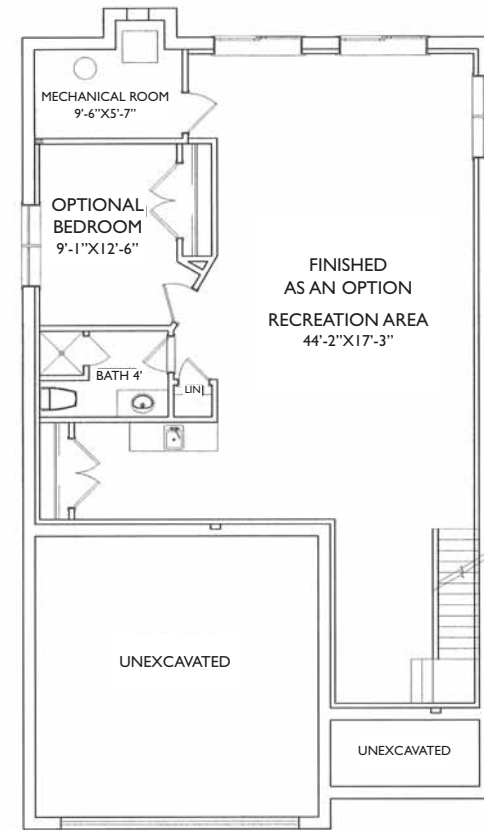 MECHANICAL ROOM
9'-6"X5'-7"
OPTIONAL
BEDROOM
9'-1"X12'-6"
FINISHED
AS AN OPTION
RECREATION AREA
44'-2"X17'-3"
BATH 4'
LIN
UNEXCAVATED
UNEXCAVATED